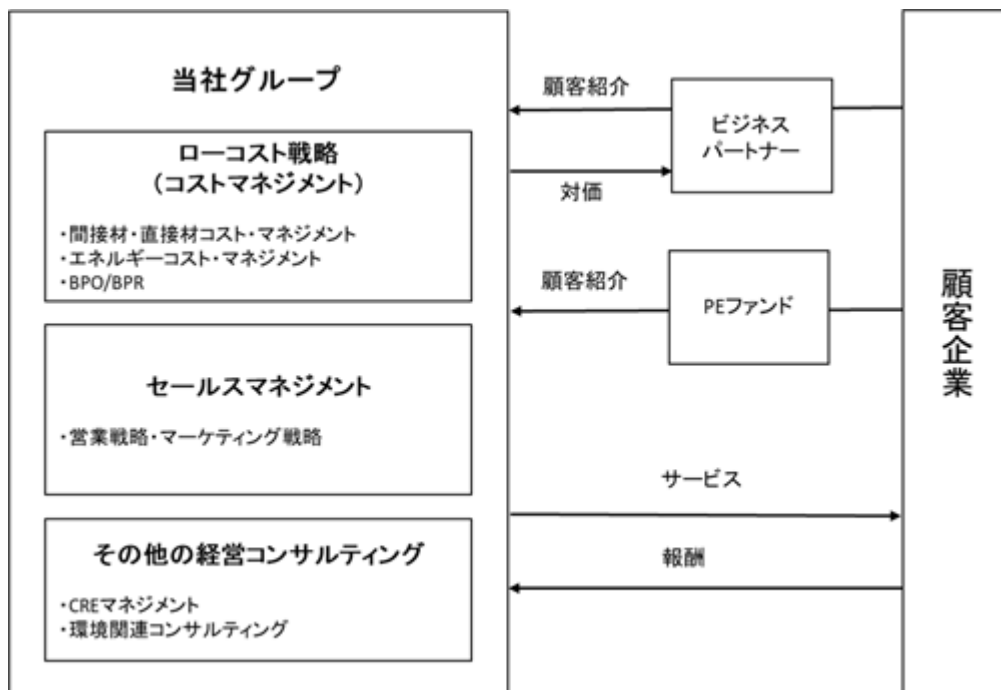 当社グループ
ローコスト戦略
（コストマネジメント）
・間接材・直接材コスト・マネジメント
・エネルギーコスト・マネジメント
・BPO/BPR
セールスマネジメント
・営業戦略・マーケティング戦略
その他の経営コンサルティング
・CREマネジメント
・環境関連コンサルティング
顧客紹介
対価
ビジネス
パートナー
顧客紹介
PEファンド
サービス
報酬
顧客企業